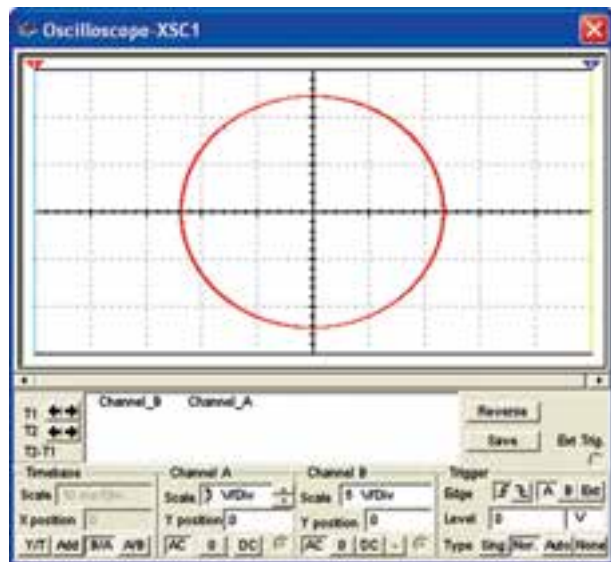 Oscilloscope-XSC1
Channel_B Channel_A
T1
T2
T2-T1
Reverse
Save
Ext Trig.
Timebase
Channel A
Channel B
Trigger
Scale
Scale V/Div
Scale V/Div
Edge A B Ext
X position 0
Y position 0
Y position 0
Level 0 V
Y/T Add B/A A/B
AC 0 DC
AC 0 DC -
Type Sing. Nor. Auto None